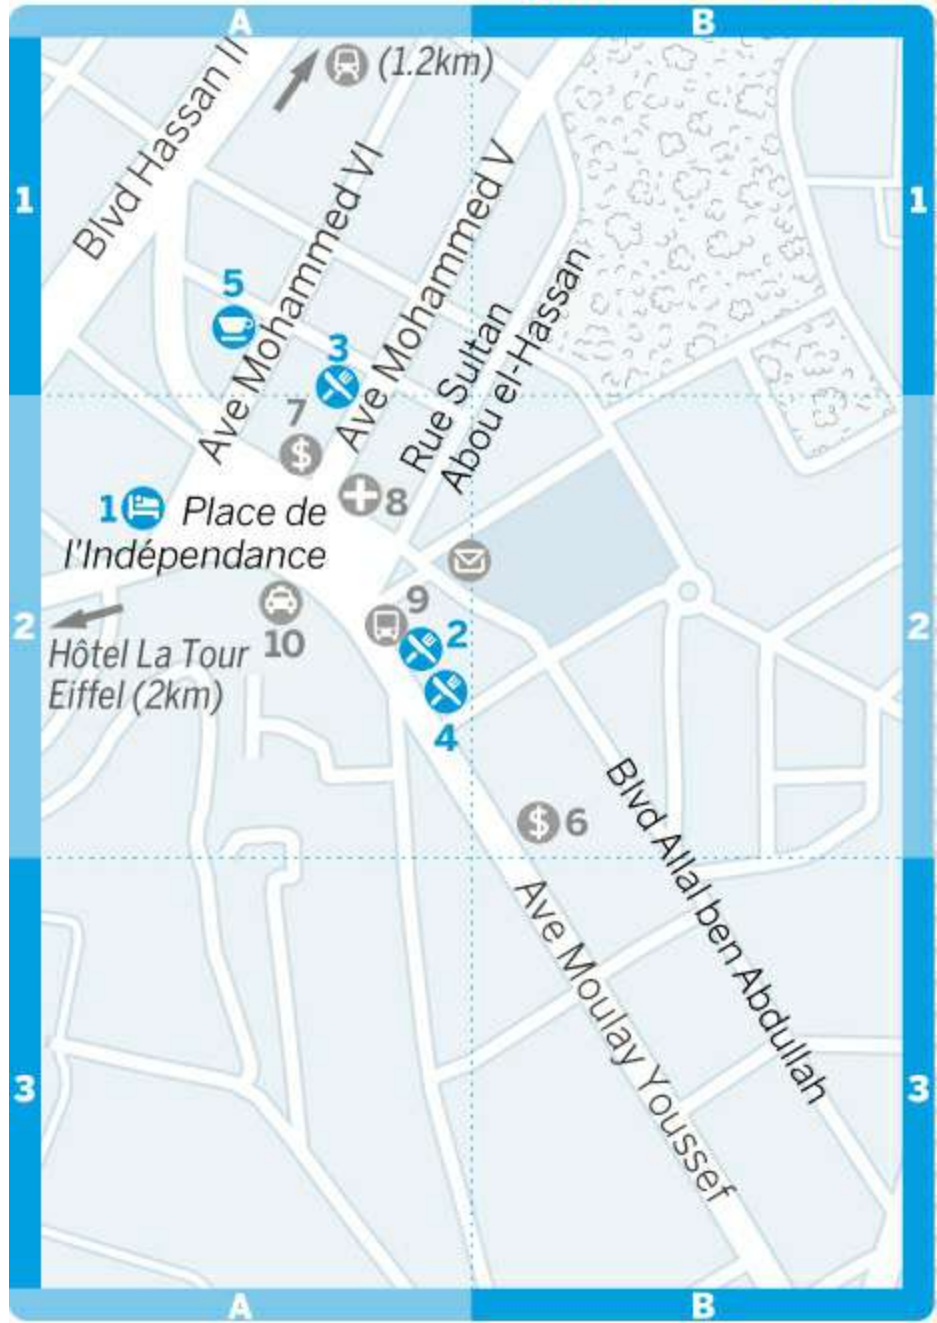 A
B
Blvd Hassan II
(1.2km)
1
1
Ave Mohammed VI
Ave Mohammed V
5
3
Rue Sultan
Abou el-Hassan
7
$
8
1
Place de
l'Indépendance
2
2
9
2
10
Hôtel La Tour
Eiffel (2km)
4
$
6
Blvd Allal ben Abdullah
Ave Moulay Youssef
3
3
A
B